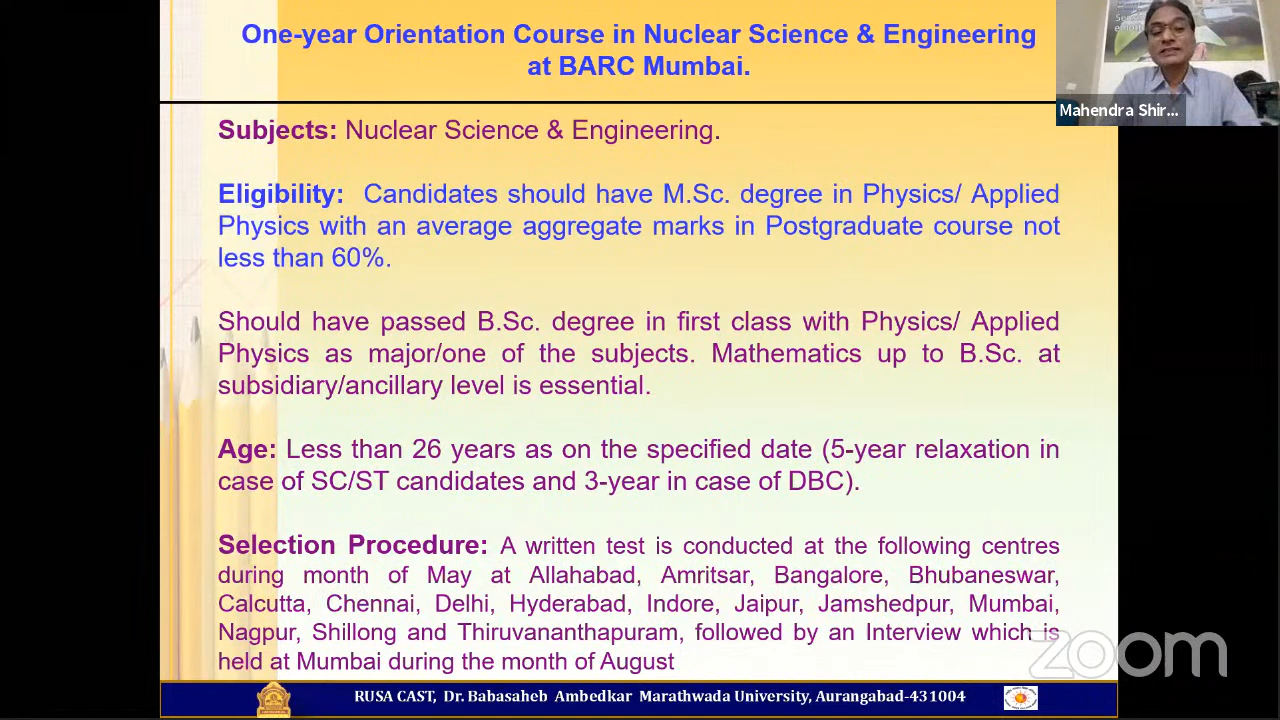 One-year Orientation Course in Nuclear Science & Engineering
at BARC Mumbai.
Mahendra Shir...
Subjects: Nuclear Science & Engineering.
Eligibility: Candidates should have M.Sc. degree in Physics/ Applied
Physics with an average aggregate marks in Postgraduate course not
less than 60%.
Should have passed B.Sc. degree in first class with Physics/ Applied
Physics as major/one of the subjects. Mathematics up to B.Sc. at
subsidiary/ancillary level is essential.
Age: Less than 26 years as on the specified date (5-year relaxation in
case of SC/ST candidates and 3-year in case of DBC).
Selection Procedure: A written test is conducted at the following centres
during month of May at Allahabad, Amritsar, Bangalore, Bhubaneswar,
Calcutta, Chennai, Delhi, Hyderabad, Indore, Jaipur, Jamshedpur, Mumbai,
Nagpur, Shillong and Thiruvananthapuram, followed by an Interview which is
held at Mumbai during the month of August
zoom
RUSA CAST, Dr. Babasaheb Ambedkar Marathwada University, Aurangabad-431004